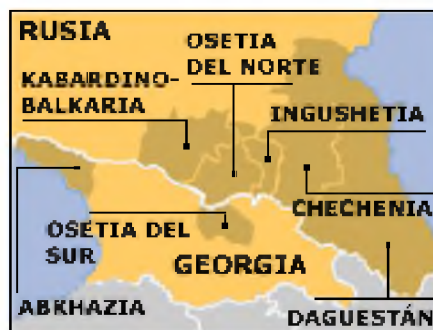 RUSIA
OSETIA
DEL NORTE
KABARDINO-
BALKARIA
INGUSHETIA
CHECHENIA
OSETIA DEL
SUR
GEORGIA
ABKHAZIA
DAGUESTÁN